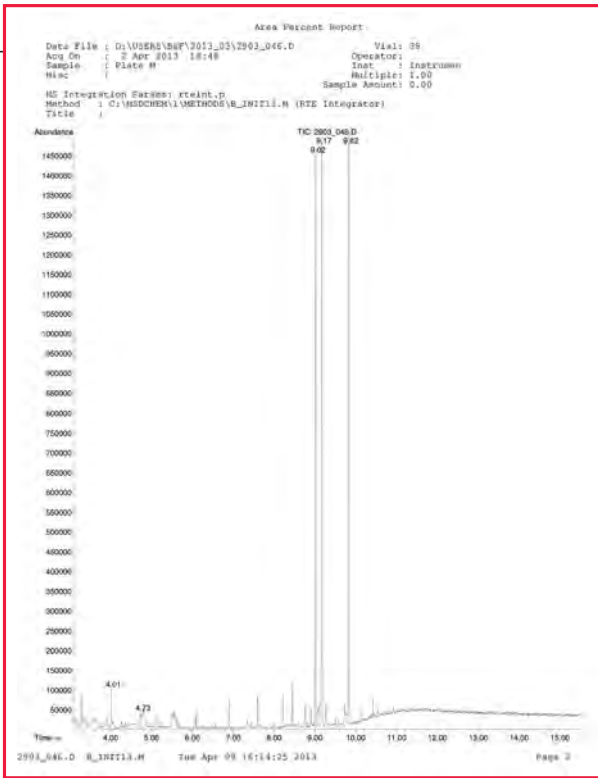 Area Percent Report
Data File : D:\USERS\B&F\2013_03\2903_046.D Vial: 38
Acq On : 2 Apr 2013 18:48 Operator:
Sample : Plate M Inst : Instrumen
Misc : Multiplr: 1.00
Sample Amount: 0.00
MS Integration Params: rteint.p
Method : C:\MSDCHEM\1\METHODS\B_INIT13.M (RTE Integrator)
Title :
Abundance
TIC: 2903_046.D
9.17 9.82
9.02
1450000
1400000
1350000
1300000
1250000
1200000
1150000
1100000
1050000
1000000
950000
900000
850000
800000
750000
700000
650000
600000
550000
500000
450000
400000
350000
300000
250000
200000
150000
100000
50000
4.01
4.73
Time-->
4.00 5.00 6.00 7.00 8.00 9.00 10.00 11.00 12.00 13.00 14.00 15.00
2903_046.D B_INIT13.M Tue Apr 09 16:14:25 2013 Page 2